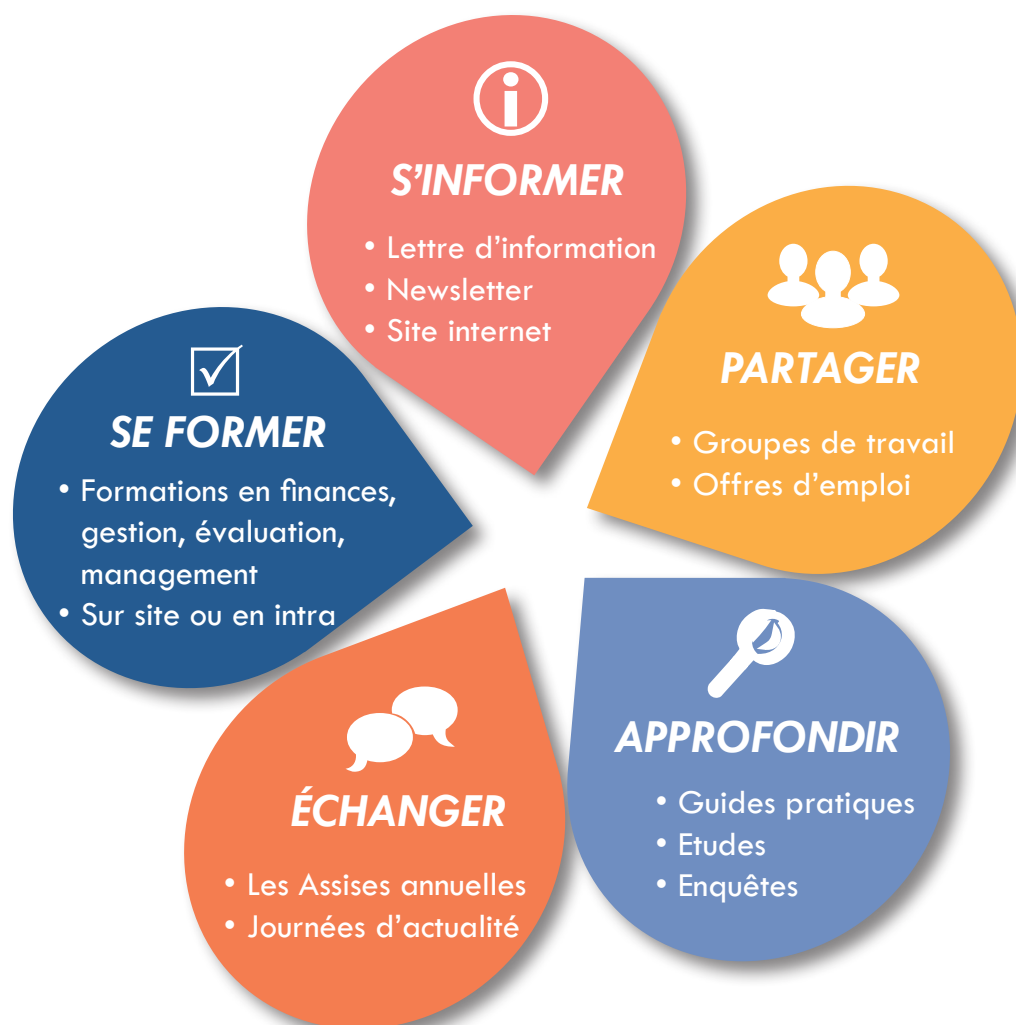 S'INFORMER
• Lettre d'information
• Newsletter
• Site internet
PARTAGER
• Groupes de travail
• Offres d'emploi
APPROFONDIR
• Guides pratiques
• Etudes
• Enquêtes
ÉCHANGER
• Les Assises annuelles
• Journées d'actualité
SE FORMER
• Formations en finances,
gestion, évaluation,
management
• Sur site ou en intra